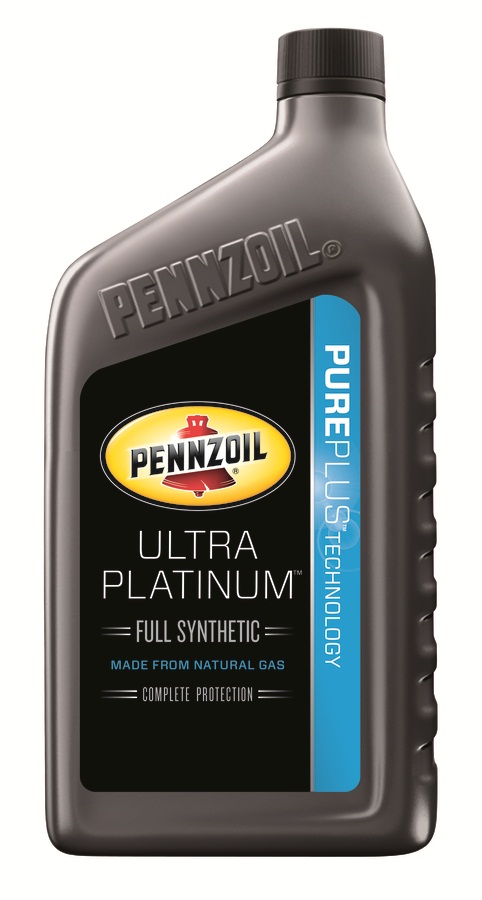 PENNZOIL®
PENNZOIL®
ULTRA
PLATINUM™
FULL SYNTHETIC
MADE FROM NATURAL GAS
COMPLETE PROTECTION
PUREPLUS™ TECHNOLOGY